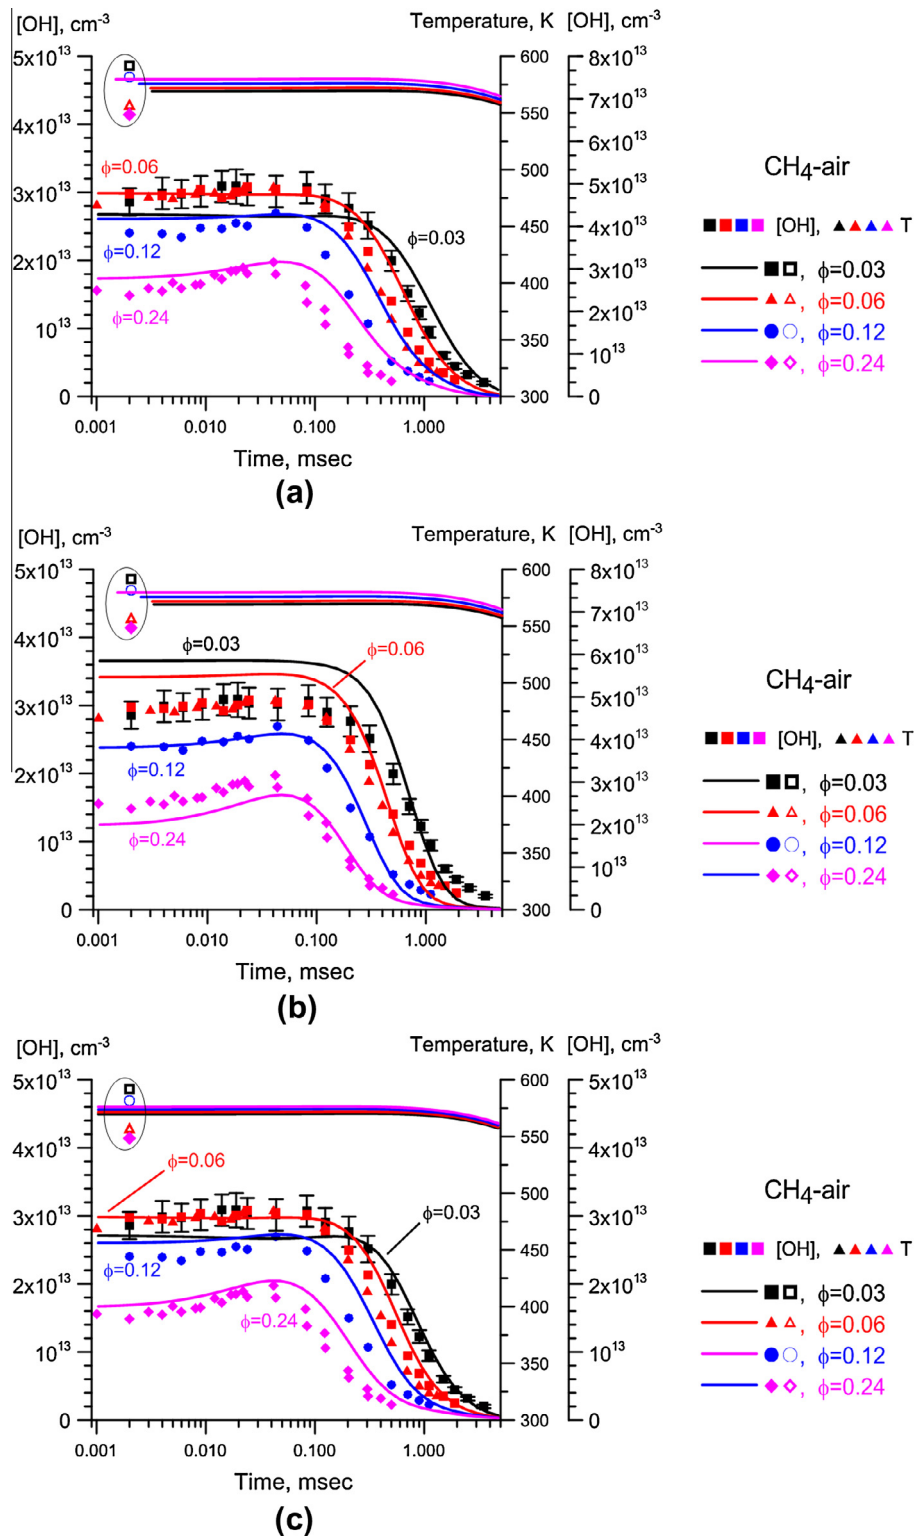 [OH], cm-3
Temperature, K
[OH], cm-3
5x10 13
4x10 13
3x10 13
2x10 13
10 13
0
600
550
500
450
400
350
300
8x10 13
7x10 13
6x10 13
5x10 13
4x10 13
3x10 13
2x10 13
10 13
0
ϕ=0.06
ϕ=0.03
ϕ=0.12
ϕ=0.24
0.001 0.010 0.100 1.000
Time, msec
(a)
CH4-air
[OH], T
, ϕ=0.03
, ϕ=0.06
, ϕ=0.12
, ϕ=0.24
[OH], cm-3
Temperature, K
[OH], cm-3
5x10 13
4x10 13
3x10 13
2x10 13
10 13
0
600
550
500
450
400
350
300
8x10 13
7x10 13
6x10 13
5x10 13
4x10 13
3x10 13
2x10 13
10 13
0
ϕ=0.03
ϕ=0.06
ϕ=0.12
ϕ=0.24
0.001 0.010 0.100 1.000
Time, msec
(b)
CH4-air
[OH], T
, ϕ=0.03
, ϕ=0.06
, ϕ=0.12
, ϕ=0.24
[OH], cm-3
Temperature, K
[OH], cm-3
5x10 13
4x10 13
3x10 13
2x10 13
10 13
0
600
550
500
450
400
350
300
8x10 13
7x10 13
6x10 13
5x10 13
4x10 13
3x10 13
2x10 13
10 13
0
ϕ=0.06
ϕ=0.03
ϕ=0.12
ϕ=0.24
0.001 0.010 0.100 1.000
Time, msec
(c)
CH4-air
[OH], T
, ϕ=0.03
, ϕ=0.06
, ϕ=0.12
, ϕ=0.24